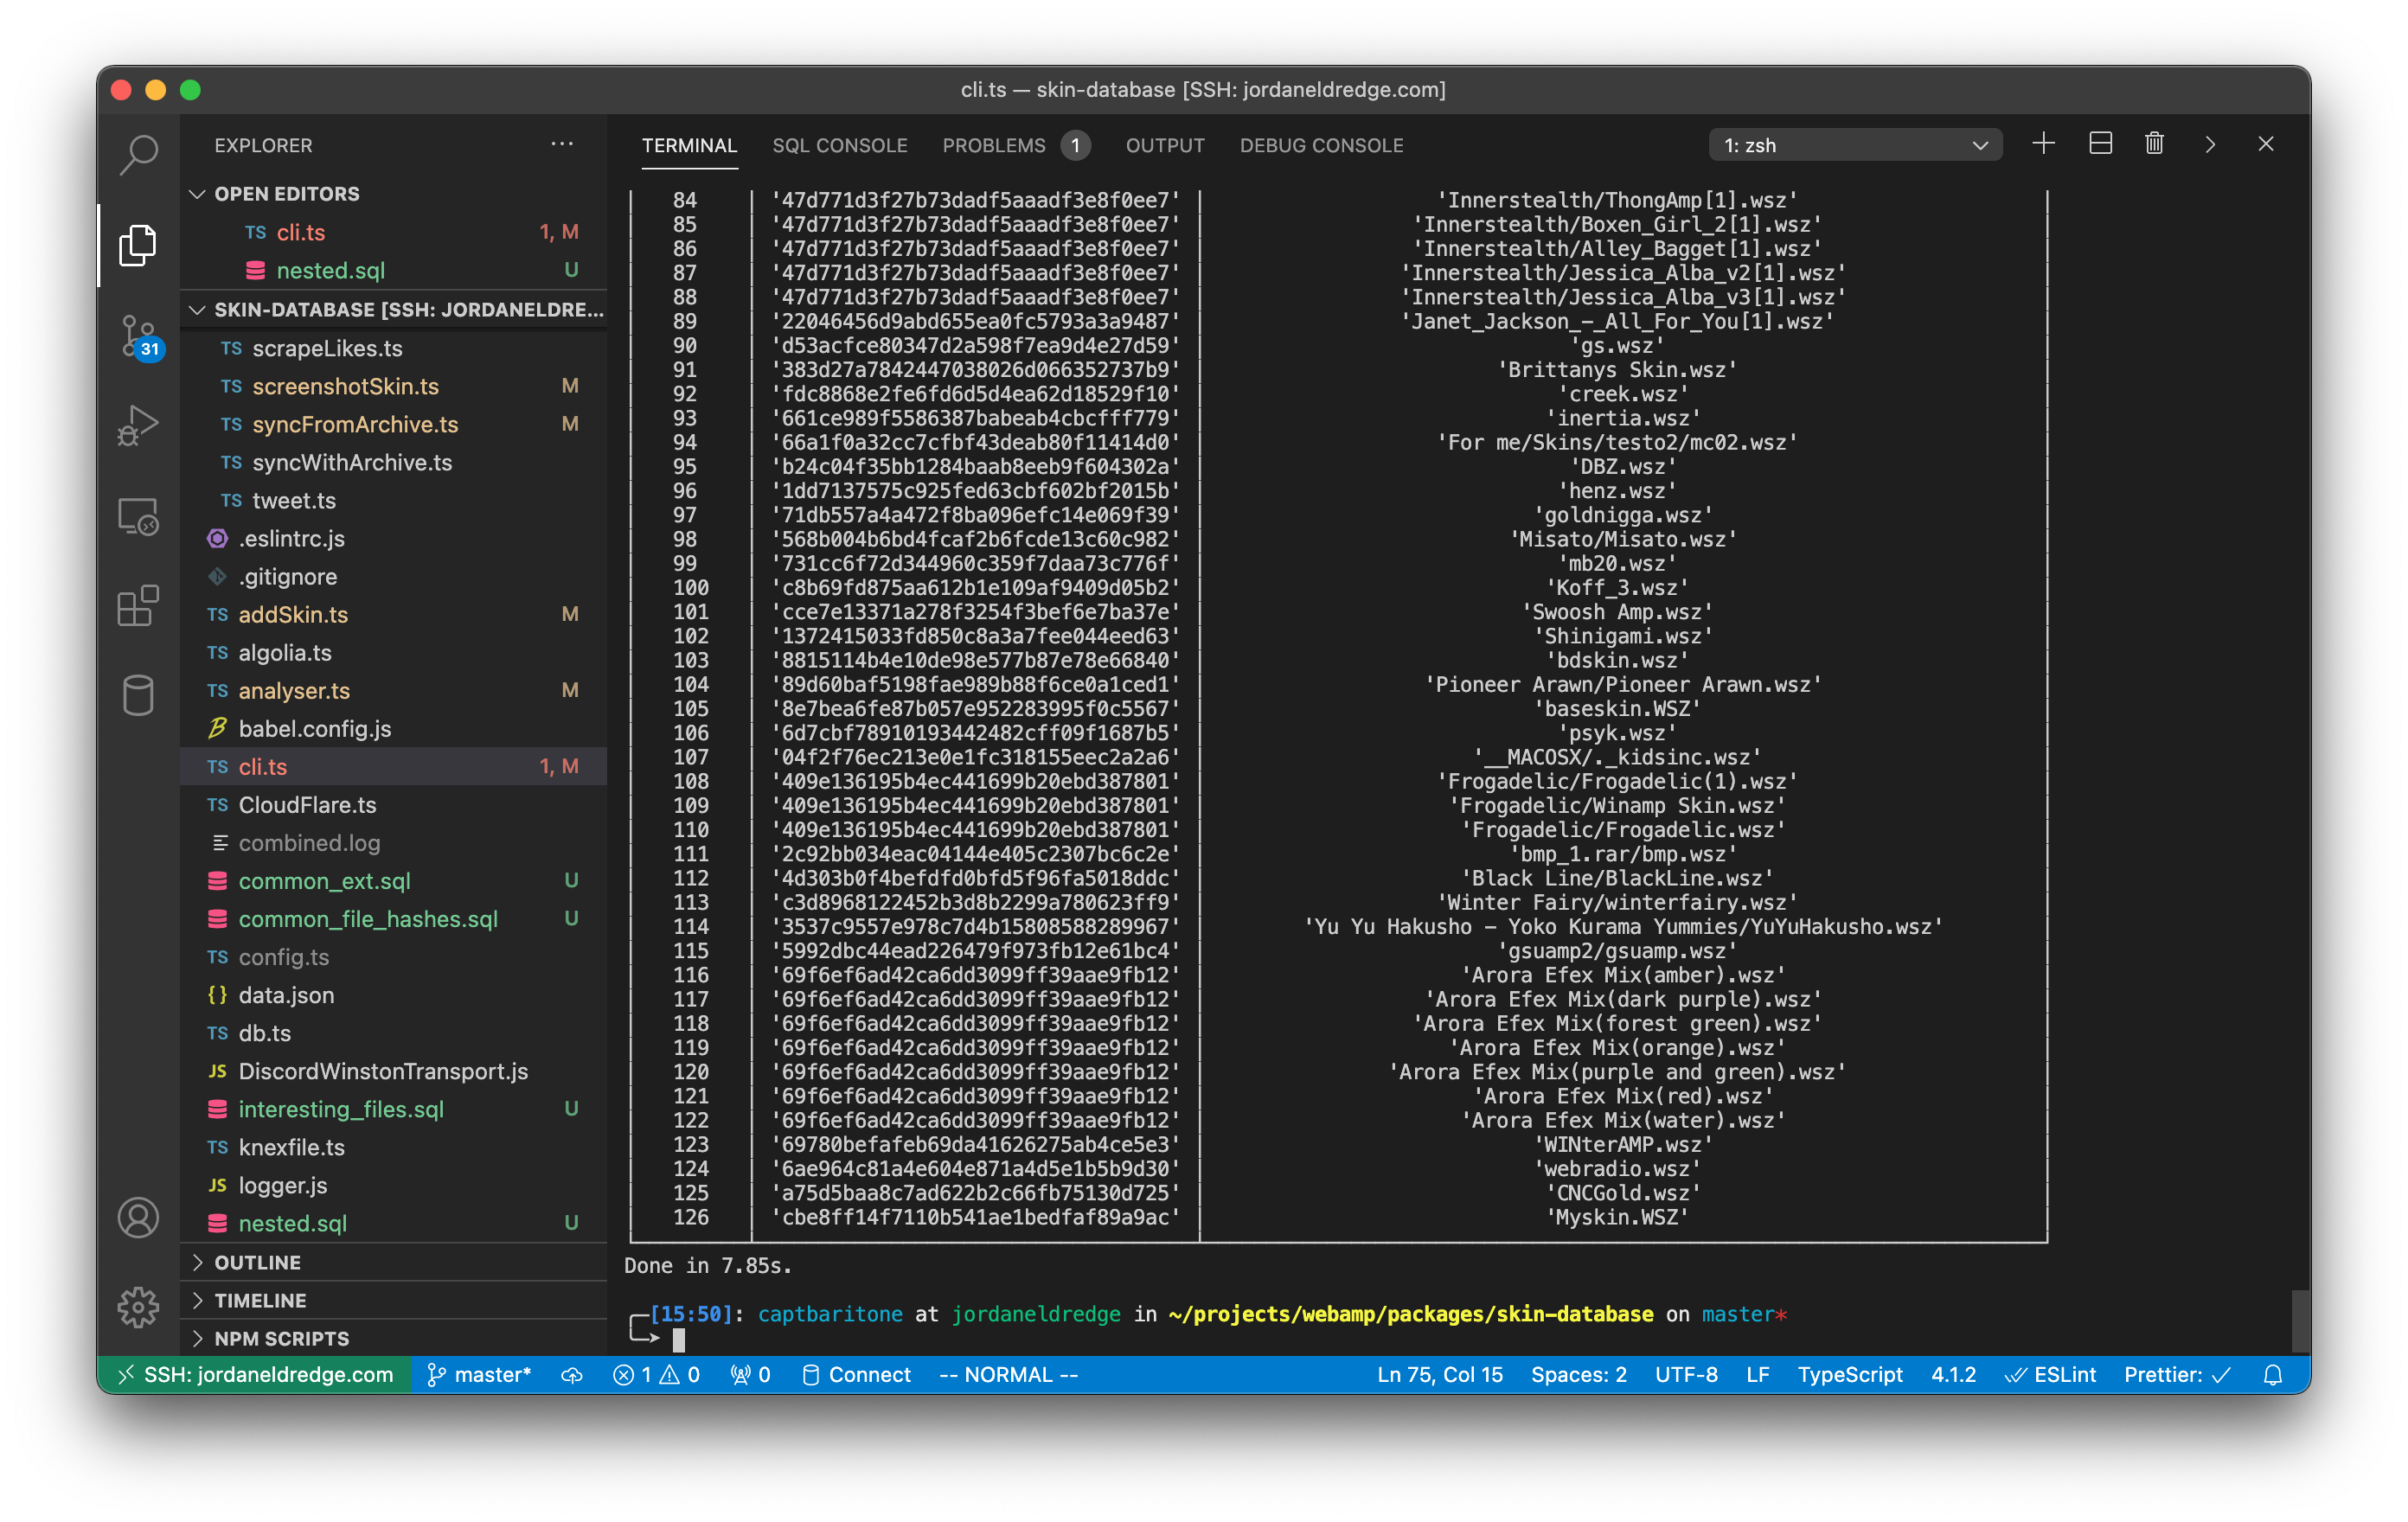 cli.ts — skin-database [SSH: jordaneldredge.com]
EXPLORER
OPEN EDITORS
TS cli.ts 1, M
nested.sql U
SKIN-DATABASE [SSH: JORDANELDRE...
TS scrapeLikes.ts
TS screenshotSkin.ts M
TS syncFromArchive.ts M
TS syncWithArchive.ts
TS tweet.ts
.eslintrc.js
.gitignore
TS addSkin.ts M
TS algolia.ts
TS analyser.ts M
babel.config.js
TS cli.ts 1, M
TS CloudFlare.ts
combined.log
common_ext.sql U
common_file_hashes.sql U
TS config.ts
{} data.json
TS db.ts
JS DiscordWinstonTransport.js
interesting_files.sql U
TS knexfile.ts
JS logger.js
nested.sql U
OUTLINE
TIMELINE
NPM SCRIPTS
31
TERMINAL SQL CONSOLE PROBLEMS 1 OUTPUT DEBUG CONSOLE 1: zsh
84 '47d771d3f27b73dadf5aaadf3e8f0ee7' 'Innerstealth/ThongAmp[1].wsz'
85 '47d771d3f27b73dadf5aaadf3e8f0ee7' 'Innerstealth/Boxen_Girl_2[1].wsz'
86 '47d771d3f27b73dadf5aaadf3e8f0ee7' 'Innerstealth/Alley_Bagget[1].wsz'
87 '47d771d3f27b73dadf5aaadf3e8f0ee7' 'Innerstealth/Jessica_Alba_v2[1].wsz'
88 '47d771d3f27b73dadf5aaadf3e8f0ee7' 'Innerstealth/Jessica_Alba_v3[1].wsz'
89 '22046456d9abd655ea0fc5793a3a9487' 'Janet_Jackson_-_All_For_You[1].wsz'
90 'd53acfce80347d2a598f7ea9d4e27d59' 'gs.wsz'
91 '383d27a7842447038026d066352737b9' 'Brittanys Skin.wsz'
92 'fdc8868e2fe6fd6d5d4ea62d18529f10' 'creek.wsz'
93 '661ce989f5586387babeab4cbcfff779' 'inertia.wsz'
94 '66a1f0a32cc7cfbf43deab80f11414d0' 'For me/Skins/testo2/mc02.wsz'
95 'b24c04f35bb1284baab8eeb9f604302a' 'DBZ.wsz'
96 '1dd7137575c925fed63cbf602bf2015b' 'henz.wsz'
97 '71db557a4a472f8ba096efc14e069f39' 'goldnigga.wsz'
98 '568b004b6bd4fcaf2b6fcde13c60c982' 'Misato/Misato.wsz'
99 '731cc6f72d344960c359f7daa73c776f' 'mb20.wsz'
100 'c8b69fd875aa612b1e109af9409d05b2' 'Koff_3.wsz'
101 'cce7e13371a278f3254f3bef6e7ba37e' 'Swoosh Amp.wsz'
102 '1372415033fd850c8a3a7fee044eed63' 'Shinigami.wsz'
103 '8815114b4e10de98e577b87e78e66840' 'bdskin.wsz'
104 '89d60baf5198fae989b88f6ce0a1ced1' 'Pioneer Arawn/Pioneer Arawn.wsz'
105 '8e7bea6fe87b057e952283995f0c5567' 'baseskin.WSZ'
106 '6d7cbf78910193442482cff09f1687b5' 'psyk.wsz'
107 '04f2f76ec213e0e1fc318155eec2a2a6' '__MACOSX/._kidsinc.wsz'
108 '409e136195b4ec441699b20ebd387801' 'Frogadelic/Frogadelic(1).wsz'
109 '409e136195b4ec441699b20ebd387801' 'Frogadelic/Winamp Skin.wsz'
110 '409e136195b4ec441699b20ebd387801' 'Frogadelic/Frogadelic.wsz'
111 '2c92bb034eac04144e405c2307bc6c2e' 'bmp_1.rar/bmp.wsz'
112 '4d303b0f4befdfd0bfd5f96fa5018ddc' 'Black Line/BlackLine.wsz'
113 'c3d8968122452b3d8b2299a780623ff9' 'Winter Fairy/winterfairy.wsz'
114 '3537c9557e978c7d4b15808588289967' 'Yu Yu Hakusho - Yoko Kurama Yummies/YuYuHakusho.wsz'
115 '5992dbc44ead226479f973fb12e61bc4' 'gsuamp2/gsuamp.wsz'
116 '69f6ef6ad42ca6dd3099ff39aae9fb12' 'Arora Efex Mix(amber).wsz'
117 '69f6ef6ad42ca6dd3099ff39aae9fb12' 'Arora Efex Mix(dark purple).wsz'
118 '69f6ef6ad42ca6dd3099ff39aae9fb12' 'Arora Efex Mix(forest green).wsz'
119 '69f6ef6ad42ca6dd3099ff39aae9fb12' 'Arora Efex Mix(orange).wsz'
120 '69f6ef6ad42ca6dd3099ff39aae9fb12' 'Arora Efex Mix(purple and green).wsz'
121 '69f6ef6ad42ca6dd3099ff39aae9fb12' 'Arora Efex Mix(red).wsz'
122 '69f6ef6ad42ca6dd3099ff39aae9fb12' 'Arora Efex Mix(water).wsz'
123 '69780befafeb69da41626275ab4ce5e3' 'WINterAMP.wsz'
124 '6ae964c81a4e604e871a4d5e1b5b9d30' 'webradio.wsz'
125 'a75d5baa8c7ad622b2c66fb75130d725' 'CNCGold.wsz'
126 'cbe8ff14f7110b541ae1bedfaf89a9ac' 'Myskin.WSZ'
Done in 7.85s.
[15:50]: captbaritone at jordaneldredge in ~/projects/webamp/packages/skin-database on master*
SSH: jordaneldredge.com master* 1 0 0 Connect -- NORMAL -- Ln 75, Col 15 Spaces: 2 UTF-8 LF TypeScript 4.1.2 ESLint Prettier: ✓